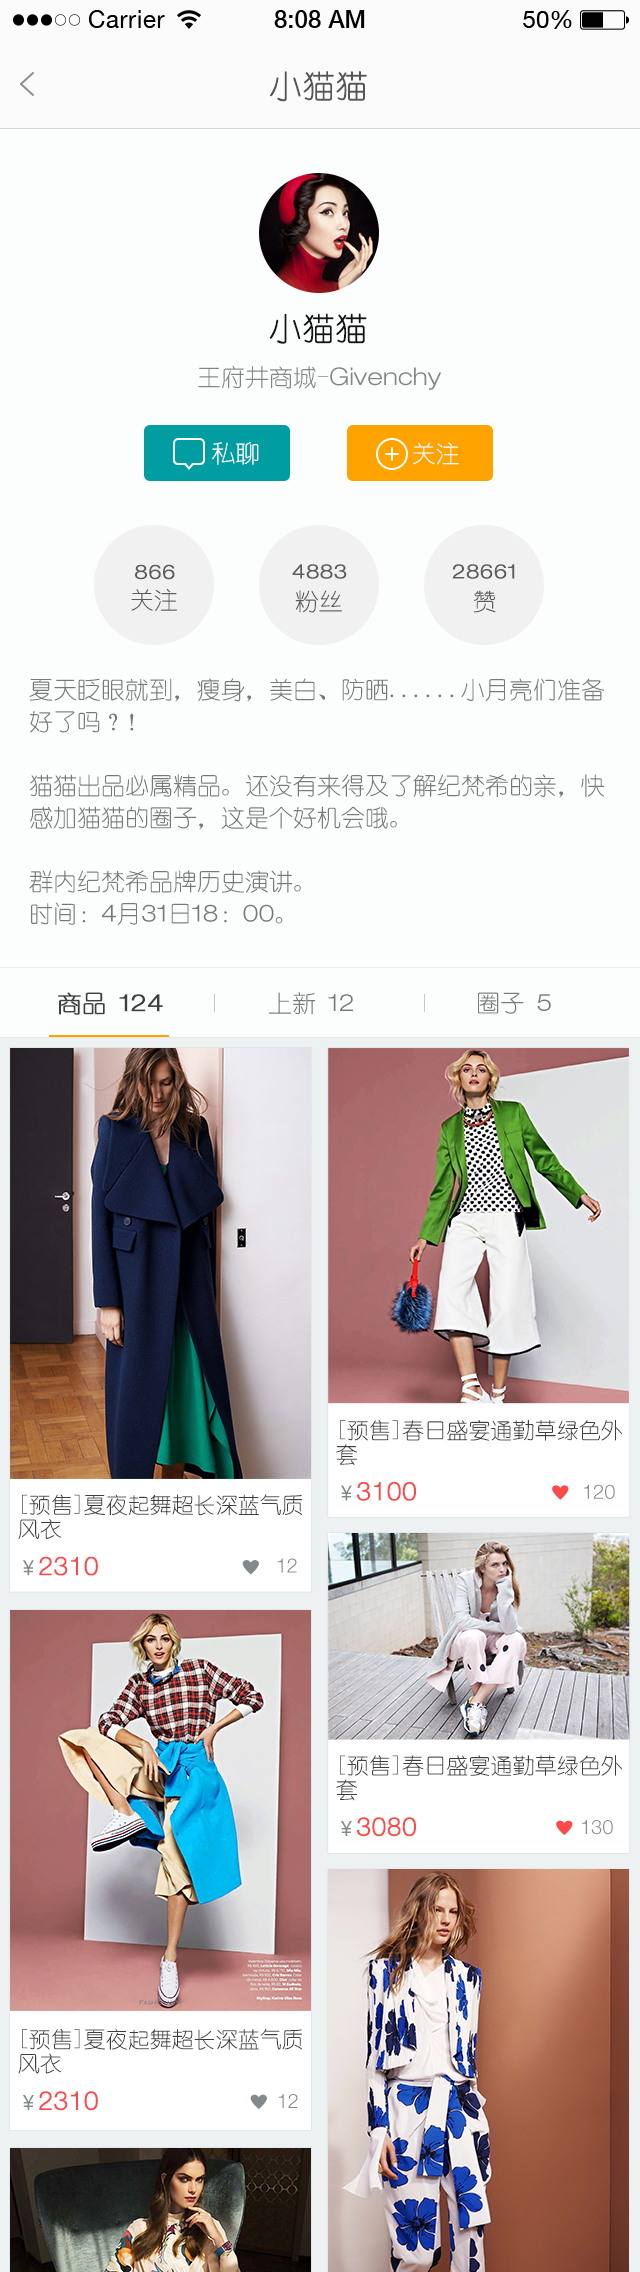 Carrier 8:08 AM 50%
小猫猫
小猫猫
王府井商城-Givenchy
私聊 关注
866 4883 28661
关注 粉丝 赞
夏天眨眼就到，瘦身，美白、防晒......小月亮们准备
好了吗？！
猫猫出品必属精品。还没有来得及了解纪梵希的亲，快
感加猫猫的圈子，这是个好机会哦。
群内纪梵希品牌历史演讲。
时间：4月31日18：00。
商品 124 上新 12 圈子 5
[预售]夏夜起舞超长深蓝气质
风衣
¥2310 12
[预售]春日盛宴通勤草绿色外
套
¥3100 120
[预售]春日盛宴通勤草绿色外
套
¥3080 130
[预售]夏夜起舞超长深蓝气质
风衣
¥2310 12